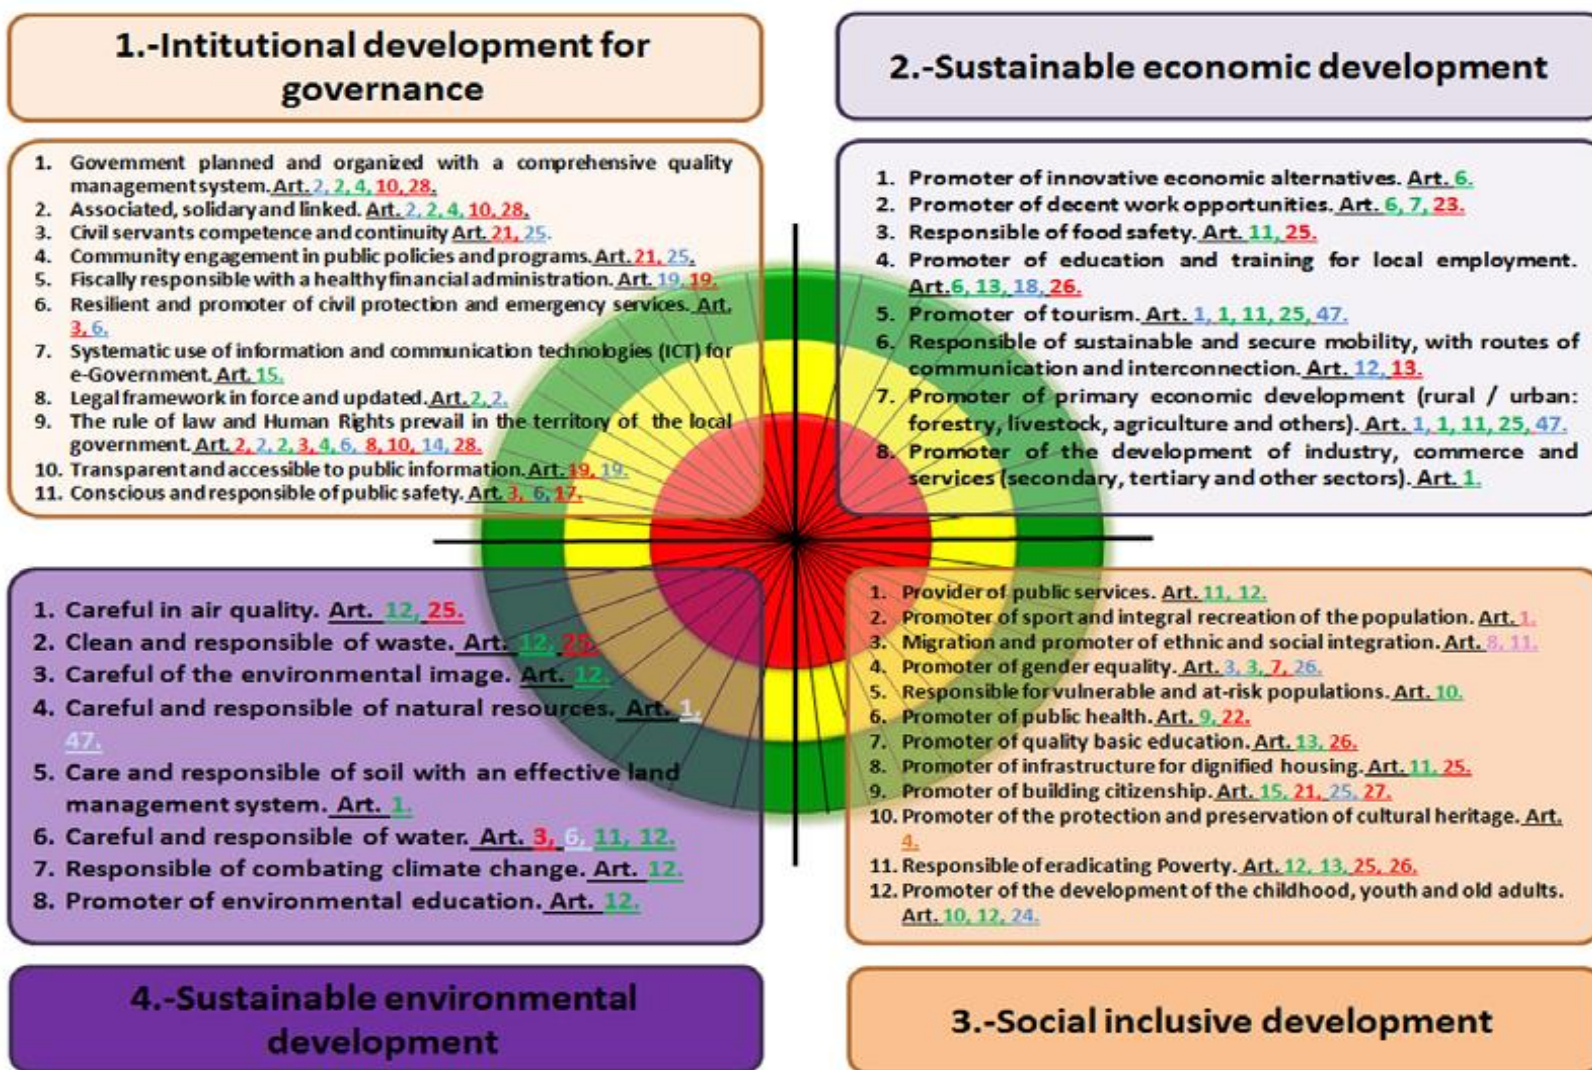 1.-Intitutional development for
governance
1. Government planned and organized with a comprehensive quality
management system. Art. 2, 2, 4, 10, 28.
2. Associated, solidary and linked. Art. 2, 2, 4, 10, 28.
3. Civil servants competence and continuity Art. 21, 25.
4. Community engagement in public policies and programs. Art. 21, 25.
5. Fiscally responsible with a healthy financial administration. Art. 19, 19.
6. Resilient and promoter of civil protection and emergency services. Art.
3, 6.
7. Systematic use of information and communication technologies (ICT) for
e-Government. Art. 15.
8. Legal framework in force and updated. Art. 2, 2.
9. The rule of law and Human Rights prevail in the territory of the local
government. Art. 2, 2, 2, 3, 4, 6, 8, 10, 14, 28.
10. Transparent and accessible to public information. Art. 19, 19.
11. Conscious and responsible of public safety. Art. 3, 6, 17.
2.-Sustainable economic development
1. Promoter of innovative economic alternatives. Art. 6.
2. Promoter of decent work opportunities. Art. 6, 7, 23.
3. Responsible of food safety. Art. 11, 25.
4. Promoter of education and training for local employment.
Art.6, 13, 18, 26.
5. Promoter of tourism. Art. 1, 1, 11, 25, 47.
6. Responsible of sustainable and secure mobility, with routes of
communication and interconnection. Art. 12, 13.
7. Promoter of primary economic development (rural / urban:
forestry, livestock, agriculture and others). Art. 1, 1, 11, 25, 47.
8. Promoter of the development of industry, commerce and
services (secondary, tertiary and other sectors). Art. 1.
1. Careful in air quality. Art. 12, 25.
2. Clean and responsible of waste. Art. 12, 25.
3. Careful of the environmental image. Art. 12.
4. Careful and responsible of natural resources. Art. 1,
47.
5. Care and responsible of soil with an effective land
management system. Art. 1.
6. Careful and responsible of water. Art. 3, 6, 11, 12.
7. Responsible of combating climate change. Art. 12.
8. Promoter of environmental education. Art. 12.
4.-Sustainable environmental
development
1. Provider of public services. Art. 11, 12.
2. Promoter of sport and integral recreation of the population. Art. 1.
3. Migration and promoter of ethnic and social integration. Art. 8, 11.
4. Promoter of gender equality. Art. 3, 3, 7, 26.
5. Responsible for vulnerable and at-risk populations. Art. 10.
6. Promoter of public health. Art. 9, 22.
7. Promoter of quality basic education. Art. 13, 26.
8. Promoter of infrastructure for dignified housing. Art. 11, 25.
9. Promoter of building citizenship. Art. 15, 21, 25, 27.
10. Promoter of the protection and preservation of cultural heritage. Art.
4.
11. Responsible of eradicating Poverty. Art. 12, 13, 25, 26.
12. Promoter of the development of the childhood, youth and old adults.
Art. 10, 12, 24.
3.-Social inclusive development